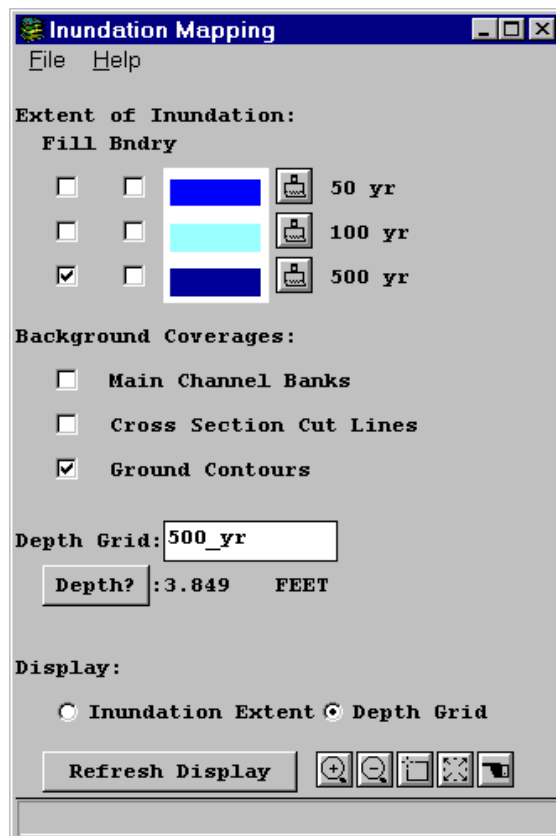 Inundation Mapping
File Help
Extent of Inundation:
Fill Bndry
50 yr
100 yr
500 yr
Background Coverages:
Main Channel Banks
Cross Section Cut Lines
Ground Contours
Depth Grid: 500_yr
Depth? :3.849 FEET
Display:
Inundation Extent Depth Grid
Refresh Display